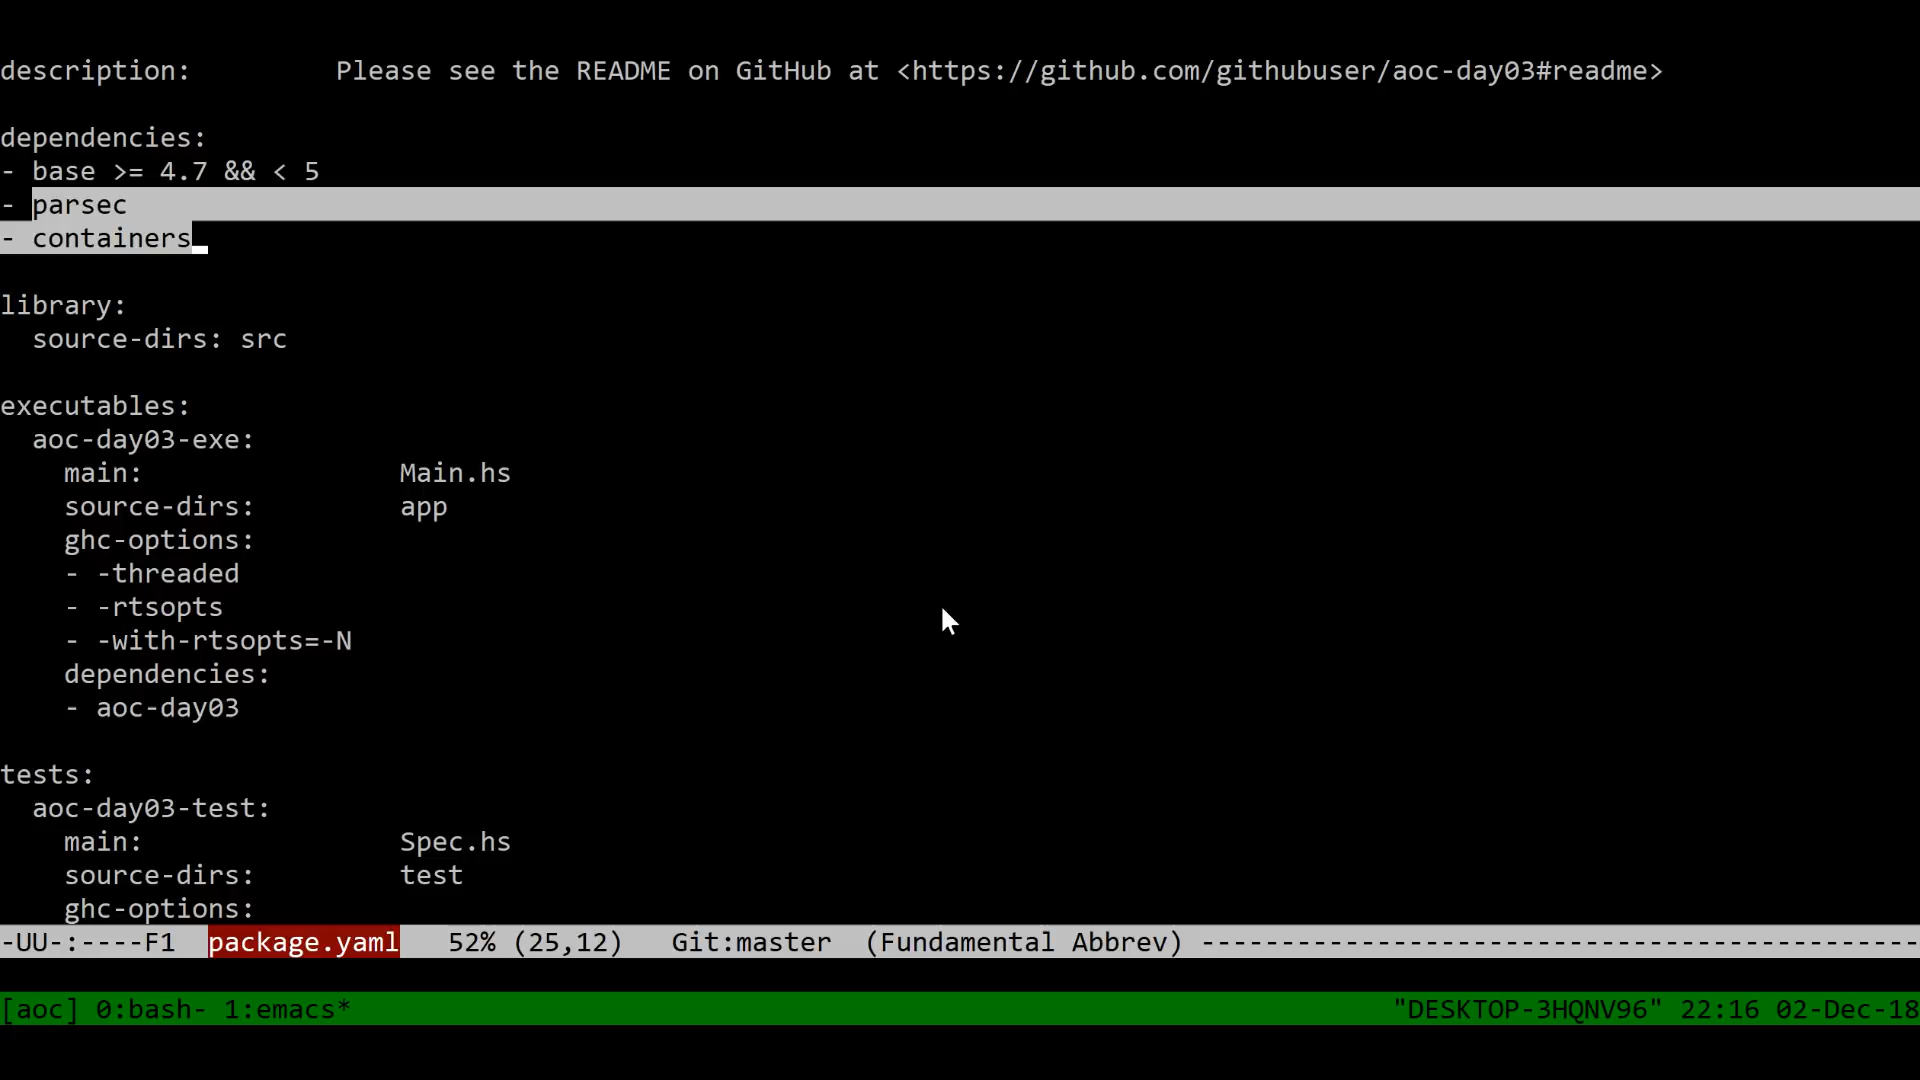 description:         Please see the README on GitHub at <https://github.com/githubuser/aoc-day03#readme>
dependencies:
- base >= 4.7 && < 5
- parsec
- containers
library:
  source-dirs: src
executables:
  aoc-day03-exe:
    main:                Main.hs
    source-dirs:         app
    ghc-options:
    - -threaded
    - -rtsopts
    - -with-rtsopts=-N
    dependencies:
    - aoc-day03
tests:
  aoc-day03-test:
    main:                Spec.hs
    source-dirs:         test
    ghc-options:
-UU-:----F1  package.yaml   52% (25,12)   Git:master  (Fundamental Abbrev) ---------------------------------------------
[aoc] 0:bash- 1:emacs*                                                                 "DESKTOP-3HQNV96" 22:16 02-Dec-18